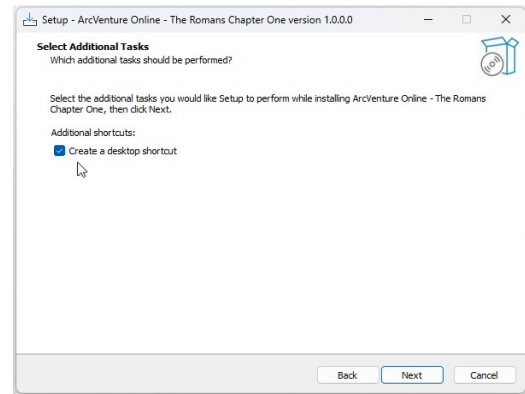 Setup - ArcVenture Online - The Romans Chapter One version 1.0.0.0
Select Additional Tasks
Which additional tasks should be performed?
Select the additional tasks you would like Setup to perform while installing ArcVenture Online - The Romans
Chapter One, then click Next.
Additional shortcuts:
Create a desktop shortcut
Back
Next
Cancel